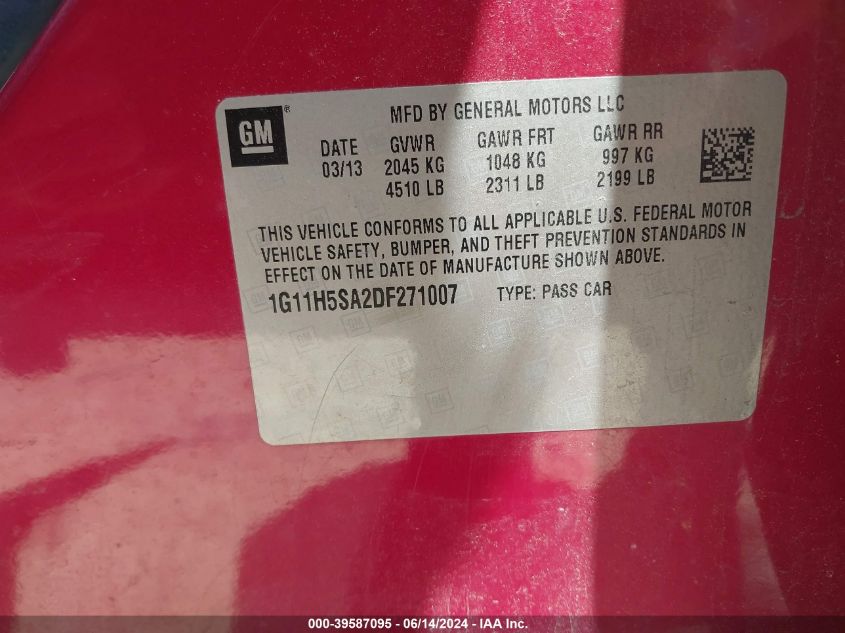 GM®
MFD BY GENERAL MOTORS LLC
DATE GVWR GAWR FRT GAWR RR
03/13 2045 KG 1048 KG 997 KG
4510 LB 2311 LB 2199 LB
THIS VEHICLE CONFORMS TO ALL APPLICABLE U.S. FEDERAL MOTOR
VEHICLE SAFETY, BUMPER, AND THEFT PREVENTION STANDARDS IN
EFFECT ON THE DATE OF MANUFACTURE SHOWN ABOVE.
1G11H5SA2DF271007 TYPE: PASS CAR
000-39587095 - 06/14/2024 - IAA Inc.